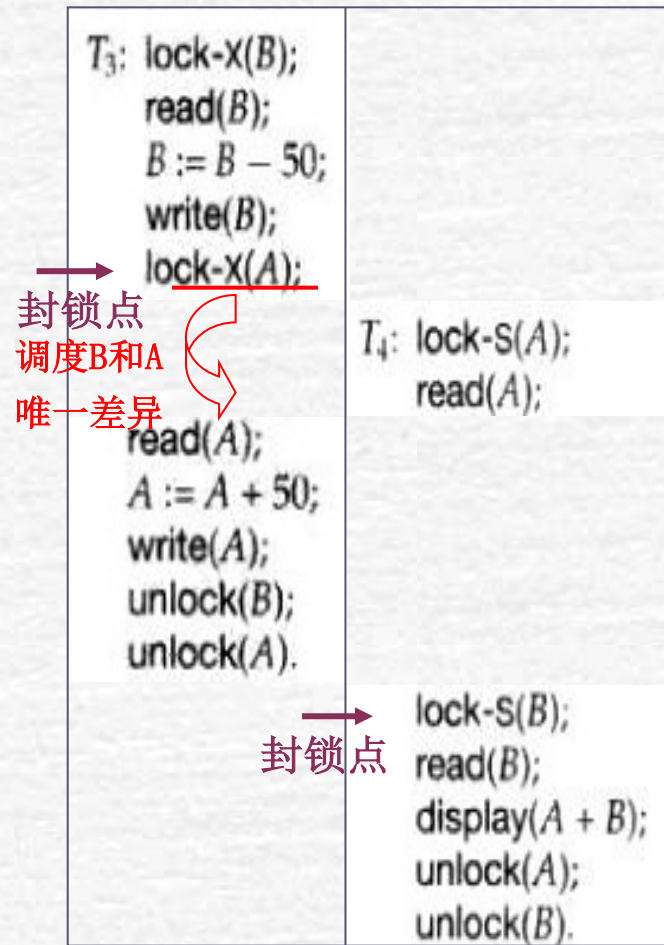 T₃: lock-X(B);
read(B);
B := B − 50;
write(B);
lock-X(A);
封锁点
调度B和A
唯一差异
T₄: lock-S(A);
read(A);
read(A);
A := A + 50;
write(A);
unlock(B);
unlock(A).
封锁点
lock-S(B);
read(B);
display(A + B);
unlock(A);
unlock(B).